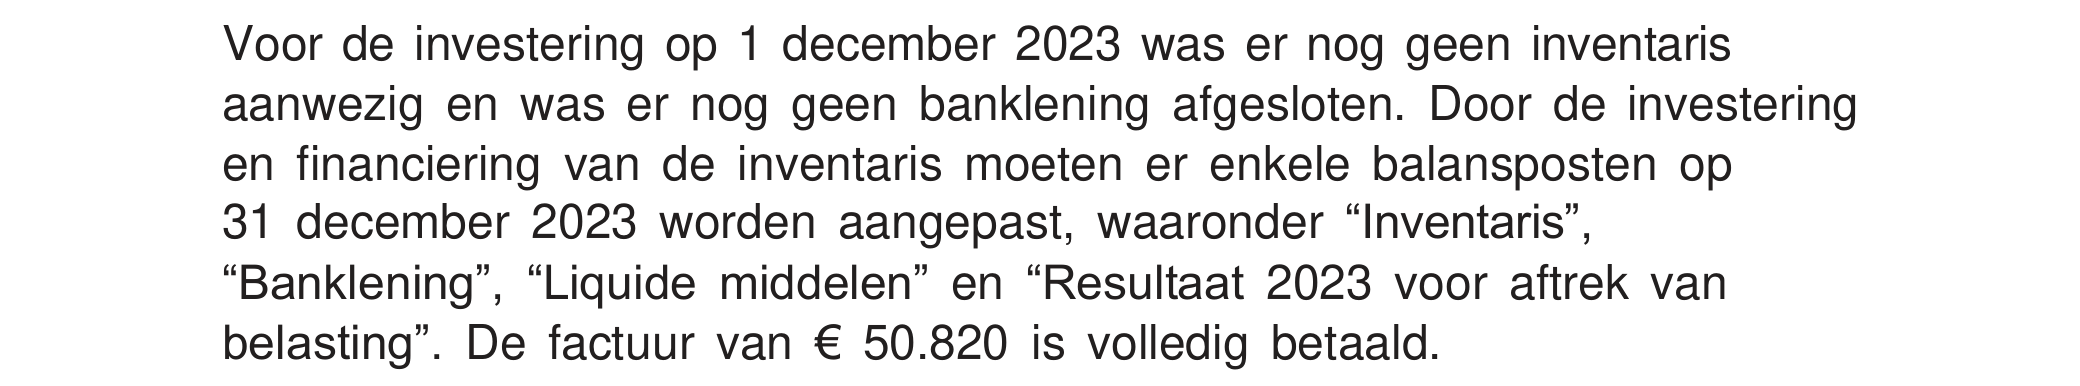 Voor de investering op 1 december 2023 was er nog geen inventaris
aanwezig en was er nog geen banklening afgesloten. Door de investering
en financiering van de inventaris moeten er enkele balansposten op
31 december 2023 worden aangepast, waaronder “Inventaris”,
“Banklening”, “Liquide middelen” en “Resultaat 2023 voor aftrek van
belasting”. De factuur van € 50.820 is volledig betaald.